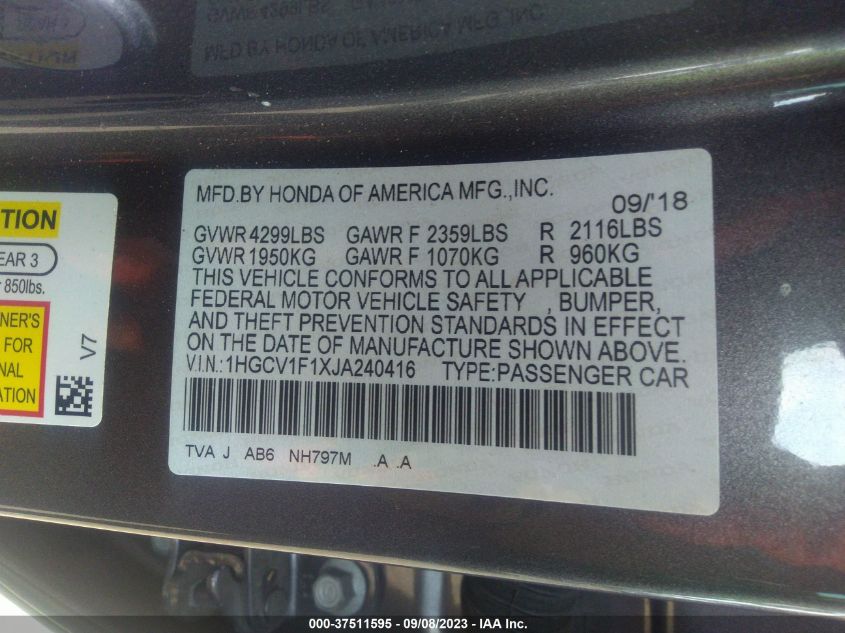 MFD.BY HONDA OF AMERICA MFG.,INC.
09/'18
GVWR 4299LBS GAWR F 2359LBS R 2116LBS
GVWR 1950KG GAWR F 1070KG R 960KG
THIS VEHICLE CONFORMS TO ALL APPLICABLE
FEDERAL MOTOR VEHICLE SAFETY , BUMPER,
AND THEFT PREVENTION STANDARDS IN EFFECT
ON THE DATE OF MANUFACTURE SHOWN ABOVE.
V.I.N.:1HGCV1F1XJA240416 TYPE:PASSENGER CAR
TVA J AB6 NH797M .A .A
TION
EAR 3
850lbs.
NER'S
FOR
NAL
ATION
V7
000-37511595 - 09/08/2023 - IAA Inc.